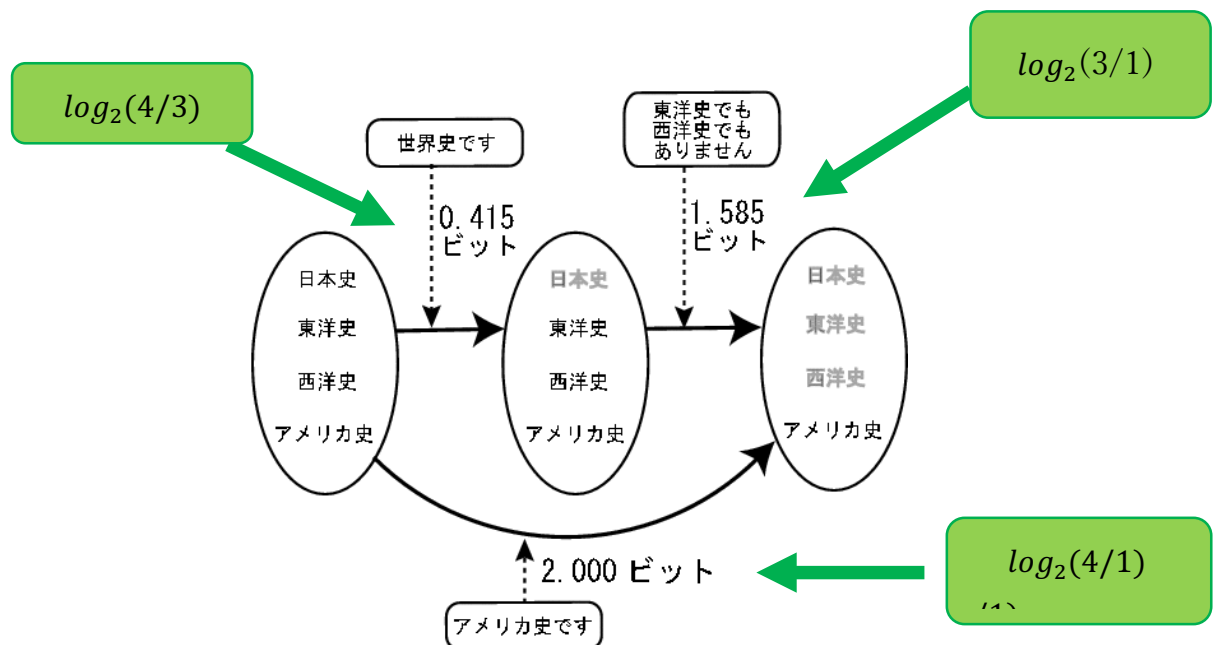 log₂(4/3)
log₂(3/1)
世界史です
東洋史でも
西洋史でも
ありません
0.415
ビット
1.585
ビット
日本史
東洋史
西洋史
アメリカ史
日本史
東洋史
西洋史
アメリカ史
日本史
東洋史
西洋史
アメリカ史
2.000 ビット
アメリカ史です
log₂(4/1)